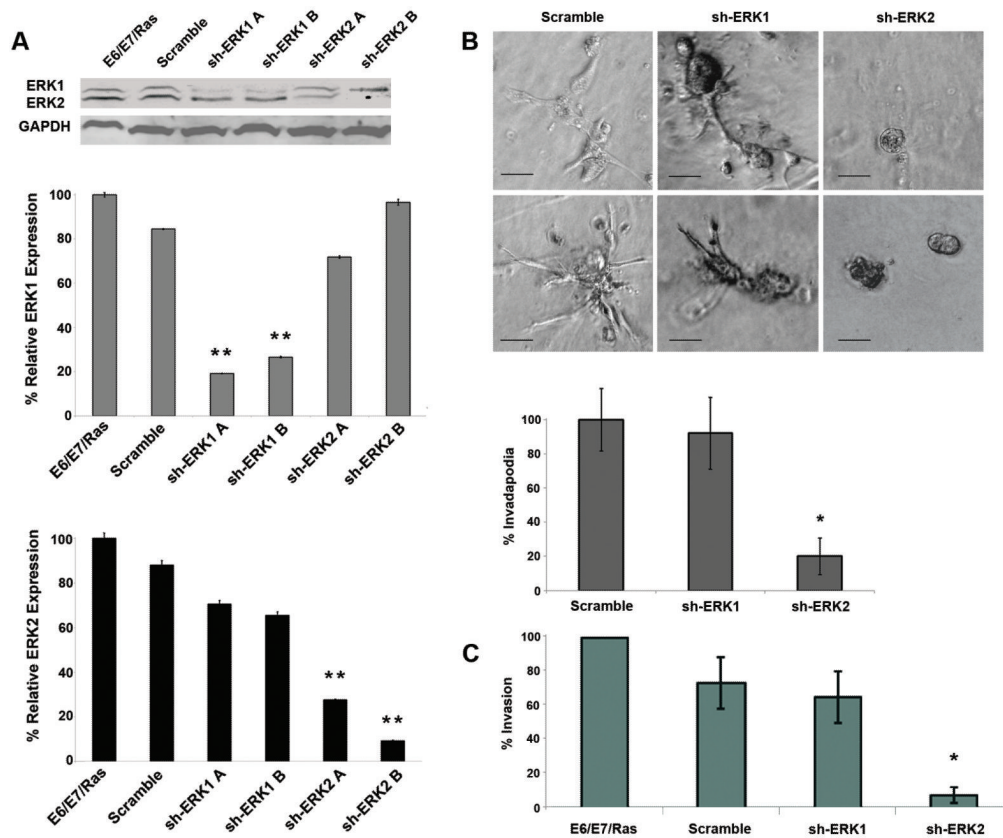 A
E6/E7/Ras
Scramble
sh-ERK1 A
sh-ERK1 B
sh-ERK2 A
sh-ERK2 B
ERK1
ERK2
GAPDH
% Relative ERK1 Expression
100
80
60
40
20
0
** **
E6/E7/Ras
Scramble
sh-ERK1 A
sh-ERK1 B
sh-ERK2 A
sh-ERK2 B
% Relative ERK2 Expression
100
80
60
40
20
0
** **
E6/E7/Ras
Scramble
sh-ERK1 A
sh-ERK1 B
sh-ERK2 A
sh-ERK2 B
B
Scramble sh-ERK1 sh-ERK2
% Invadapodia
100
80
60
40
20
0
*
Scramble sh-ERK1 sh-ERK2
C
% Invasion
100
80
60
40
20
0
*
E6/E7/Ras Scramble sh-ERK1 sh-ERK2